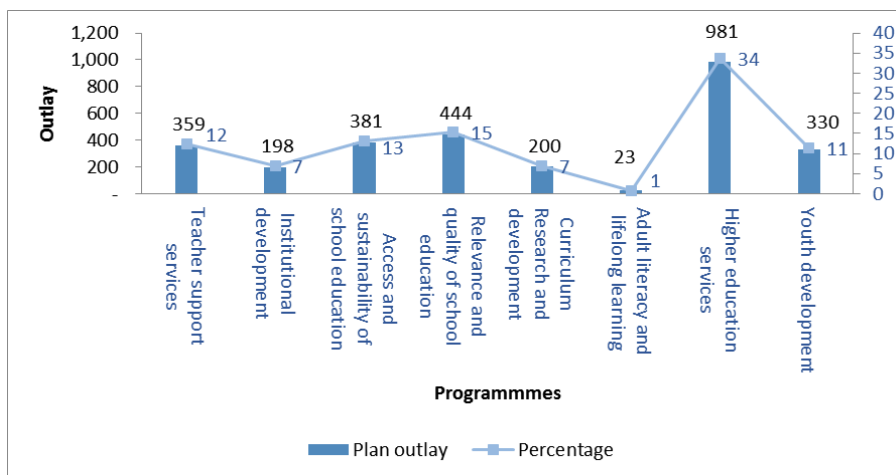 1,200
1,000
800
600
400
200
-
Outlay
40
35
30
25
20
15
10
5
0
359
198
381
444
200
23
981
330
12
7
13
15
7
1
34
11
Teacher support
services
Institutional
development
Access and
sustainability of
school education
Relevance and
quality of school
education
Curriculum
Research and
development
Adult literacy and
lifelong learning
Higher education
services
Youth development
Programmmes
Plan outlay
Percentage